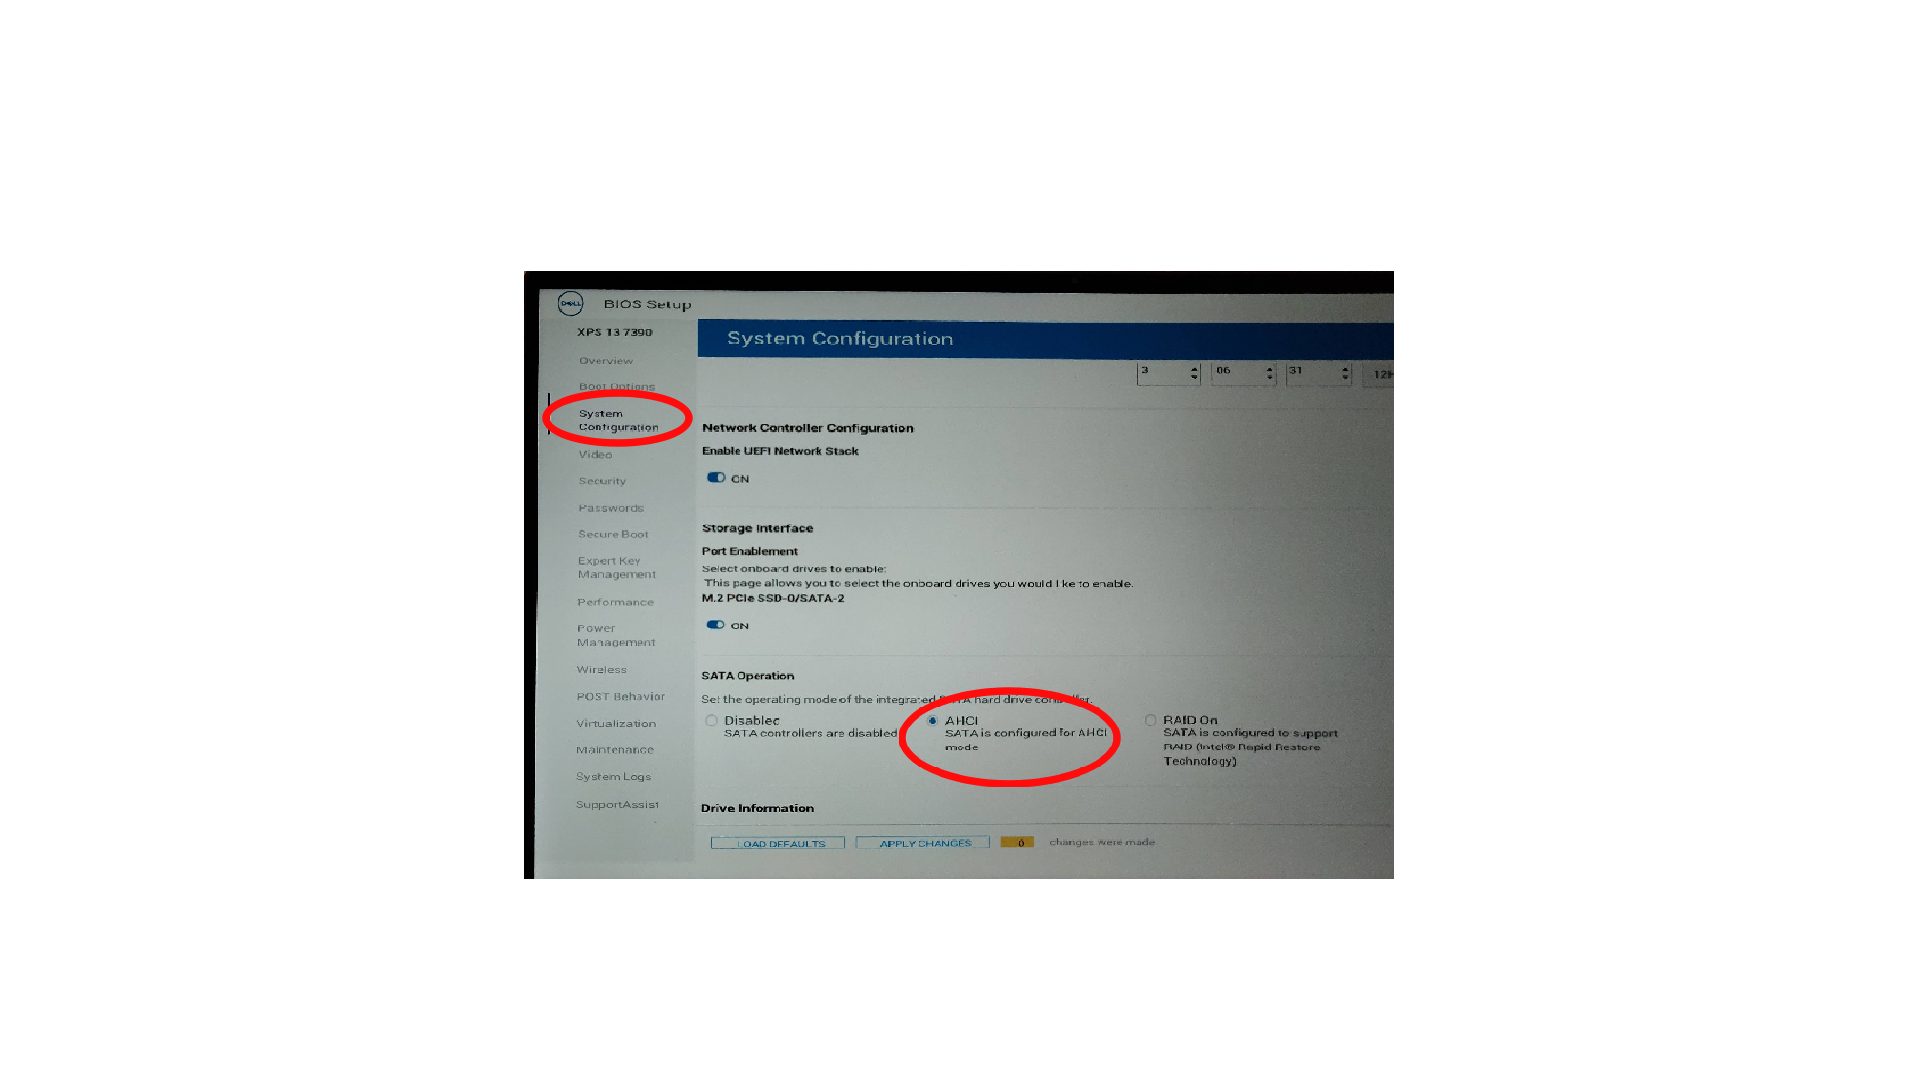 DELL
BIOS Setup
XPS 13 7390
Overview
Boot Options
System
Configuration
Video
Security
Passwords
Secure Boot
Expert Key
Management
Performance
Power
Management
Wireless
POST Behavior
Virtualization
Maintenance
System Logs
SupportAssist
System Configuration
3 06 31 12H
Network Controller Configuration
Enable UEFI Network Stack
ON
Storage Interface
Port Enablement
Select onboard drives to enable:
This page allows you to select the onboard drives you would like to enable.
M.2 PCIe SSD-0/SATA-2
ON
SATA Operation
Set the operating mode of the integrated SATA hard drive controller.
Disabled
SATA controllers are disabled
AHCI
SATA is configured for AHCI
mode
RAID On
SATA is configured to support
RAID (Intel® Rapid Restore
Technology)
Drive Information
LOAD DEFAULTS APPLY CHANGES 0 changes were made